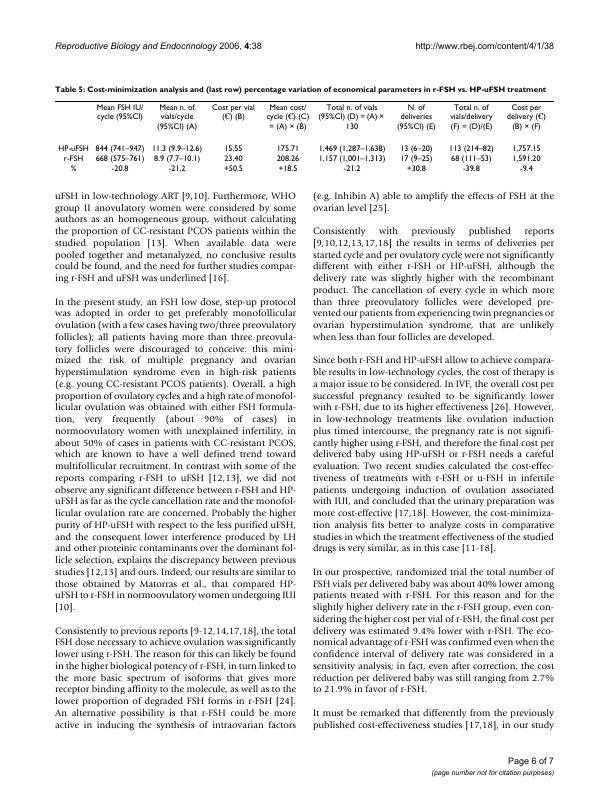 Reproductive Biology and Endocrinology 2006, 4:38
http://www.rbej.com/content/4/1/38
Table 5: Cost-minimization analysis and (last row) percentage variation of economical parameters in r-FSH vs. HP-uFSH treatment
Mean FSH IU/ cycle (95%CI) Mean n. of vials/cycle (95%CI) (A) Cost per vial (€) (B) Mean cost/ cycle (€) (C) = (A) × (B) Total n. of vials (95%CI) (D) = (A) × 130 N. of deliveries (95%CI) (E) Total n. of vials/delivery (F) = (D)/(E) Cost per delivery (€) (B) × (F)
HP-uFSH 844 (741–947) 11.3 (9.9–12.6) 15.55 175.71 1,469 (1,287–1,638) 13 (6–20) 113 (214–82) 1,757.15
r-FSH 668 (575–761) 8.9 (7.7–10.1) 23.40 208.26 1,157 (1,001–1,313) 17 (9–25) 68 (111–53) 1,591.20
% -20.8 -21.2 +50.5 +18.5 -21.2 +30.8 -39.8 -9.4
uFSH in low-technology ART [9,10]. Furthermore, WHO
group II anovulatory women were considered by some
authors as an homogeneous group, without calculating
the proportion of CC-resistant PCOS patients within the
studied population [13]. When available data were
pooled together and metanalyzed, no conclusive results
could be found, and the need for further studies compar-
ing r-FSH and uFSH was underlined [16].
In the present study, an FSH low dose, step-up protocol
was adopted in order to get preferably monofollicular
ovulation (with a few cases having two/three preovulatory
follicles); all patients having more than three preovula-
tory follicles were discouraged to conceive: this mini-
mized the risk of multiple pregnancy and ovarian
hyperstimulation syndrome even in high-risk patients
(e.g. young CC-resistant PCOS patients). Overall, a high
proportion of ovulatory cycles and a high rate of monofol-
licular ovulation was obtained with either FSH formula-
tion, very frequently (about 90% of cases) in
normoovulatory women with unexplained infertility, in
about 50% of cases in patients with CC-resistant PCOS,
which are known to have a well defined trend toward
multifollicular recruitment. In contrast with some of the
reports comparing r-FSH to uFSH [12,13], we did not
observe any significant difference between r-FSH and HP-
uFSH as far as the cycle cancellation rate and the monofol-
licular ovulation rate are concerned. Probably the higher
purity of HP-uFSH with respect to the less purified uFSH,
and the consequent lower interference produced by LH
and other proteinic contaminants over the dominant fol-
licle selection, explains the discrepancy between previous
studies [12,13] and ours. Indeed, our results are similar to
those obtained by Matorras et al., that compared HP-
uFSH to r-FSH in normoovulatory women undergoing IUI
[10].
Consistently to previous reports [9-12,14,17,18], the total
FSH dose necessary to achieve ovulation was significantly
lower using r-FSH. The reason for this can likely be found
in the higher biological potency of r-FSH, in turn linked to
the more basic spectrum of isoforms that gives more
receptor binding affinity to the molecule, as well as to the
lower proportion of degraded FSH forms in r-FSH [24].
An alternative possibility is that r-FSH could be more
active in inducing the synthesis of intraovarian factors
(e.g. Inhibin A) able to amplify the effects of FSH at the
ovarian level [25].
Consistently with previously published reports
[9,10,12,13,17,18] the results in terms of deliveries per
started cycle and per ovulatory cycle were not significantly
different with either r-FSH or HP-uFSH, although the
delivery rate was slightly higher with the recombinant
product. The cancellation of every cycle in which more
than three preovulatory follicles were developed pre-
vented our patients from experiencing twin pregnancies or
ovarian hyperstimulation syndrome, that are unlikely
when less than four follicles are developed.
Since both r-FSH and HP-uFSH allow to achieve compara-
ble results in low-technology cycles, the cost of therapy is
a major issue to be considered. In IVF, the overall cost per
successful pregnancy resulted to be significantly lower
with r-FSH, due to its higher effectiveness [26]. However,
in low-technology treatments like ovulation induction
plus timed intercourse, the pregnancy rate is not signifi-
cantly higher using r-FSH, and therefore the final cost per
delivered baby using HP-uFSH or r-FSH needs a careful
evaluation. Two recent studies calculated the cost-effec-
tiveness of treatments with r-FSH or u-FSH in infertile
patients undergoing induction of ovulation associated
with IUI, and concluded that the urinary preparation was
more cost-effective [17,18]. However, the cost-minimiza-
tion analysis fits better to analyze costs in comparative
studies in which the treatment effectiveness of the studied
drugs is very similar, as in this case [11-18].
In our prospective, randomized trial the total number of
FSH vials per delivered baby was about 40% lower among
patients treated with r-FSH. For this reason and for the
slightly higher delivery rate in the r-FSH group, even con-
sidering the higher cost per vial of r-FSH, the final cost per
delivery was estimated 9.4% lower with r-FSH. The eco-
nomical advantage of r-FSH was confirmed even when the
confidence interval of delivery rate was considered in a
sensitivity analysis; in fact, even after correction, the cost
reduction per delivered baby was still ranging from 2.7%
to 21.9% in favor of r-FSH.
It must be remarked that differently from the previously
published cost-effectiveness studies [17,18], in our study
Page 6 of 7
(page number not for citation purposes)